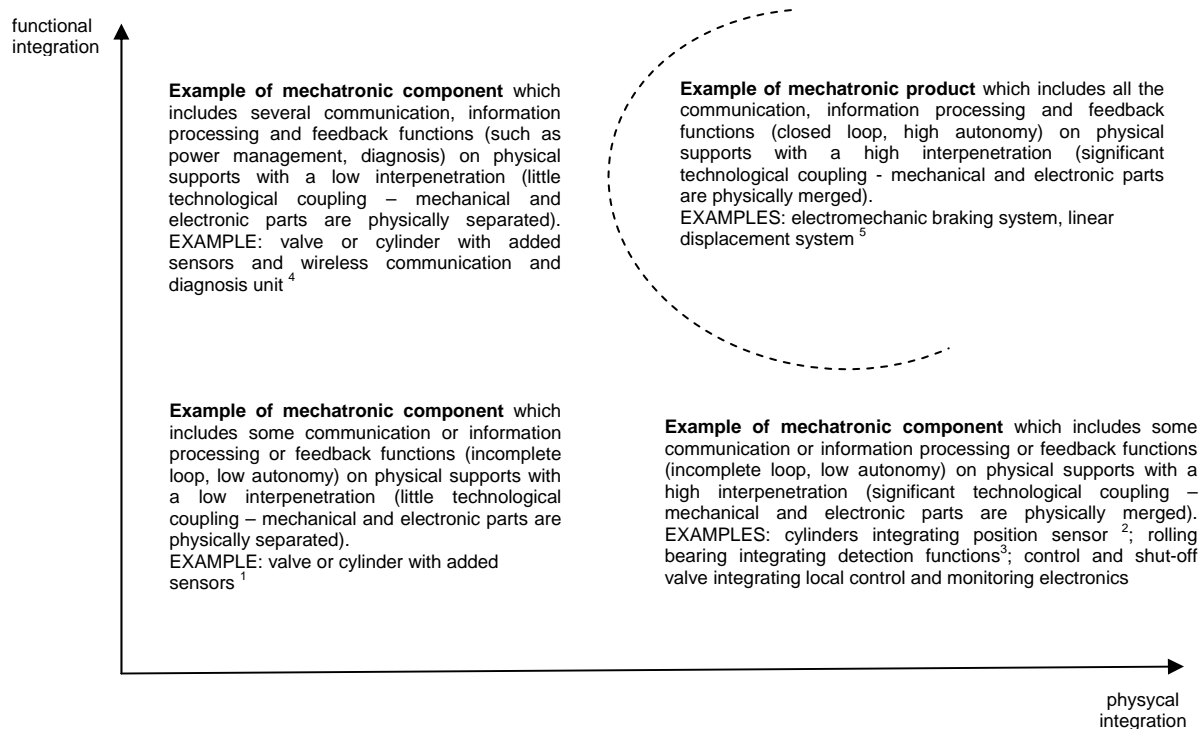 functional
integration
Example of mechatronic component which
includes several communication, information
processing and feedback functions (such as
power management, diagnosis) on physical
supports with a low interpenetration (little
technological coupling – mechanical and
electronic parts are physically separated).
EXAMPLE: valve or cylinder with added
sensors and wireless communication and
diagnosis unit 4
Example of mechatronic product which includes all the
communication, information processing and feedback
functions (closed loop, high autonomy) on physical
supports with a high interpenetration (significant
technological coupling - mechanical and electronic parts
are physically merged).
EXAMPLES: electromechanic braking system, linear
displacement system 5
Example of mechatronic component which
includes some communication or information
processing or feedback functions (incomplete
loop, low autonomy) on physical supports with
a low interpenetration (little technological
coupling – mechanical and electronic parts are
physically separated).
EXAMPLE: valve or cylinder with added
sensors 1
Example of mechatronic component which includes some
communication or information processing or feedback functions
(incomplete loop, low autonomy) on physical supports with a
high interpenetration (significant technological coupling –
mechanical and electronic parts are physically merged).
EXAMPLES: cylinders integrating position sensor 2; rolling
bearing integrating detection functions3; control and shut-off
valve integrating local control and monitoring electronics
physycal
integration